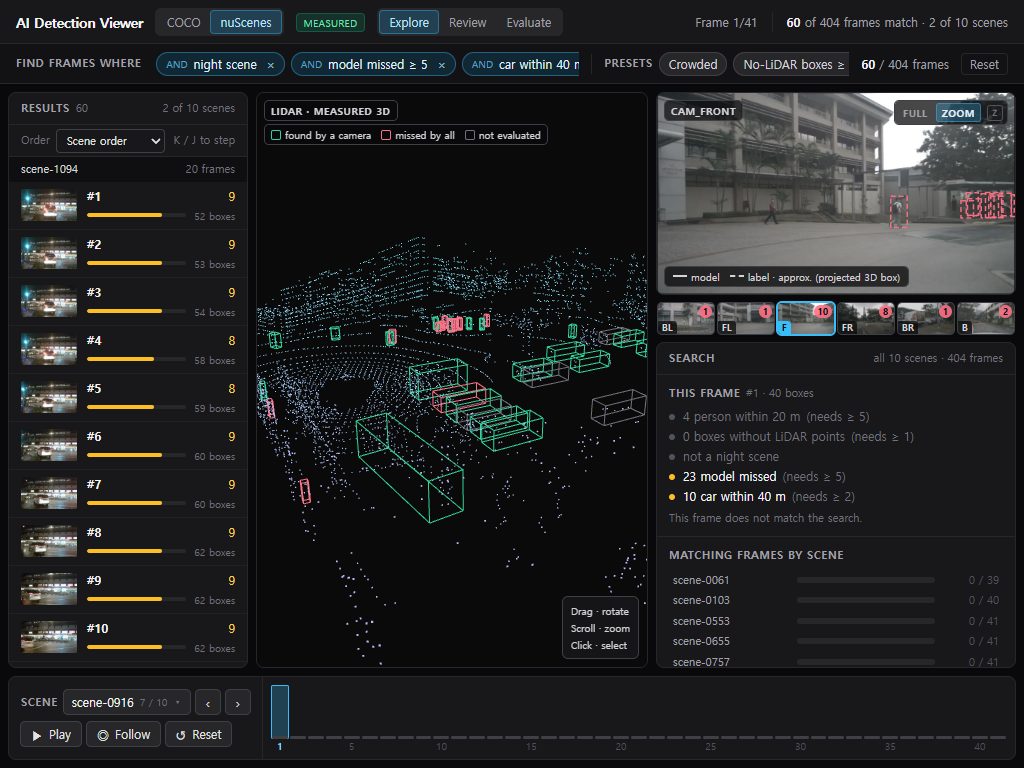 AI Detection Viewer COCO nuScenes MEASURED Explore Review Evaluate Frame 1/41 60 of 404 frames match · 2 of 10 scenes
FIND FRAMES WHERE AND night scene × AND model missed ≥ 5 × AND car within 40 PRESETS Crowded No-LiDAR boxes ≥ 60 / 404 frames Reset
RESULTS 60 2 of 10 scenes
Order Scene order K / J to step
scene-1094 20 frames
#1 9
52 boxes
#2 9
53 boxes
#3 9
54 boxes
#4 8
58 boxes
#5 8
59 boxes
#6 9
60 boxes
#7 9
60 boxes
#8 9
62 boxes
#9 9
62 boxes
#10 9
62 boxes
LIDAR · MEASURED 3D
found by a camera missed by all not evaluated
Drag · rotate
Scroll · zoom
Click · select
CAM_FRONT FULL ZOOM Z
model label · approx. (projected 3D box)
BL 1 FL 1 F 10 FR 8 BR 1 B 2
SEARCH all 10 scenes · 404 frames
THIS FRAME #1 · 40 boxes
4 person within 20 m (needs ≥ 5)
0 boxes without LiDAR points (needs ≥ 1)
not a night scene
23 model missed (needs ≥ 5)
10 car within 40 m (needs ≥ 2)
This frame does not match the search.
MATCHING FRAMES BY SCENE
scene-0061 0 / 39
scene-0103 0 / 40
scene-0553 0 / 41
scene-0655 0 / 41
scene-0757 0 / 41
SCENE scene-0916 7 / 10 ‹ ›
Play Follow Reset
1 5 10 15 20 25 30 35 40